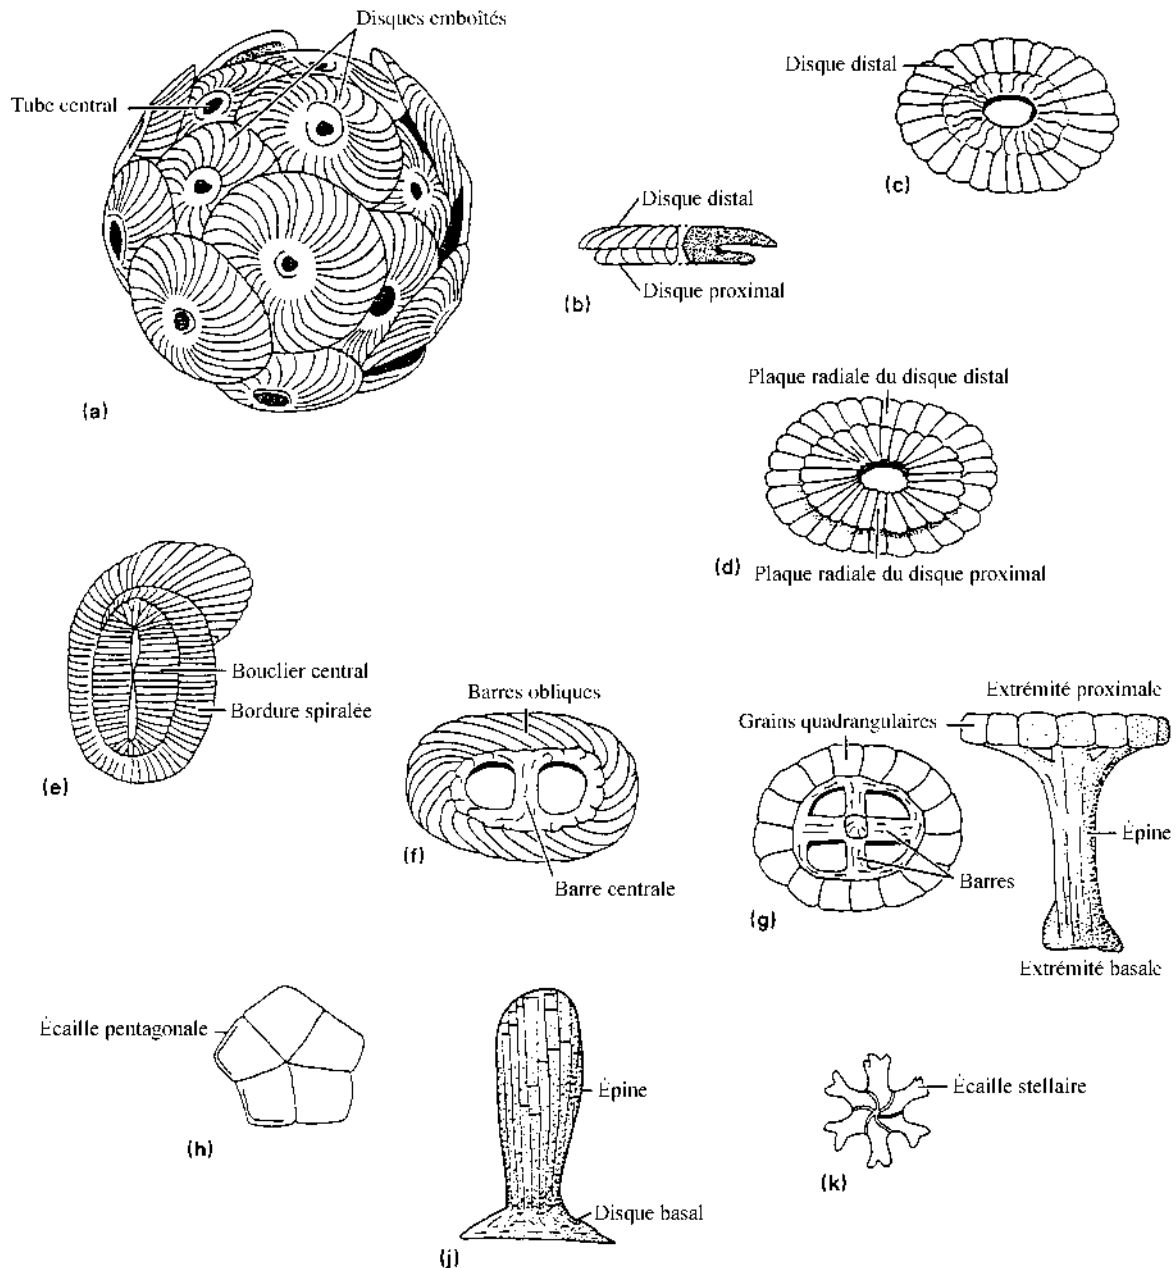 Disques emboîtés
Tube central
(a)
Disque distal
(c)
Disque distal
Disque proximal
(b)
Plaque radiale du disque distal
(d)
Plaque radiale du disque proximal
Bouclier central
Bordure spiralée
(e)
Barres obliques
(f)
Barre centrale
Extrémité proximale
Grains quadrangulaires
Épine
Barres
(g)
Extrémité basale
Écaille pentagonale
(h)
Épine
Disque basal
(j)
Écaille stellaire
(k)